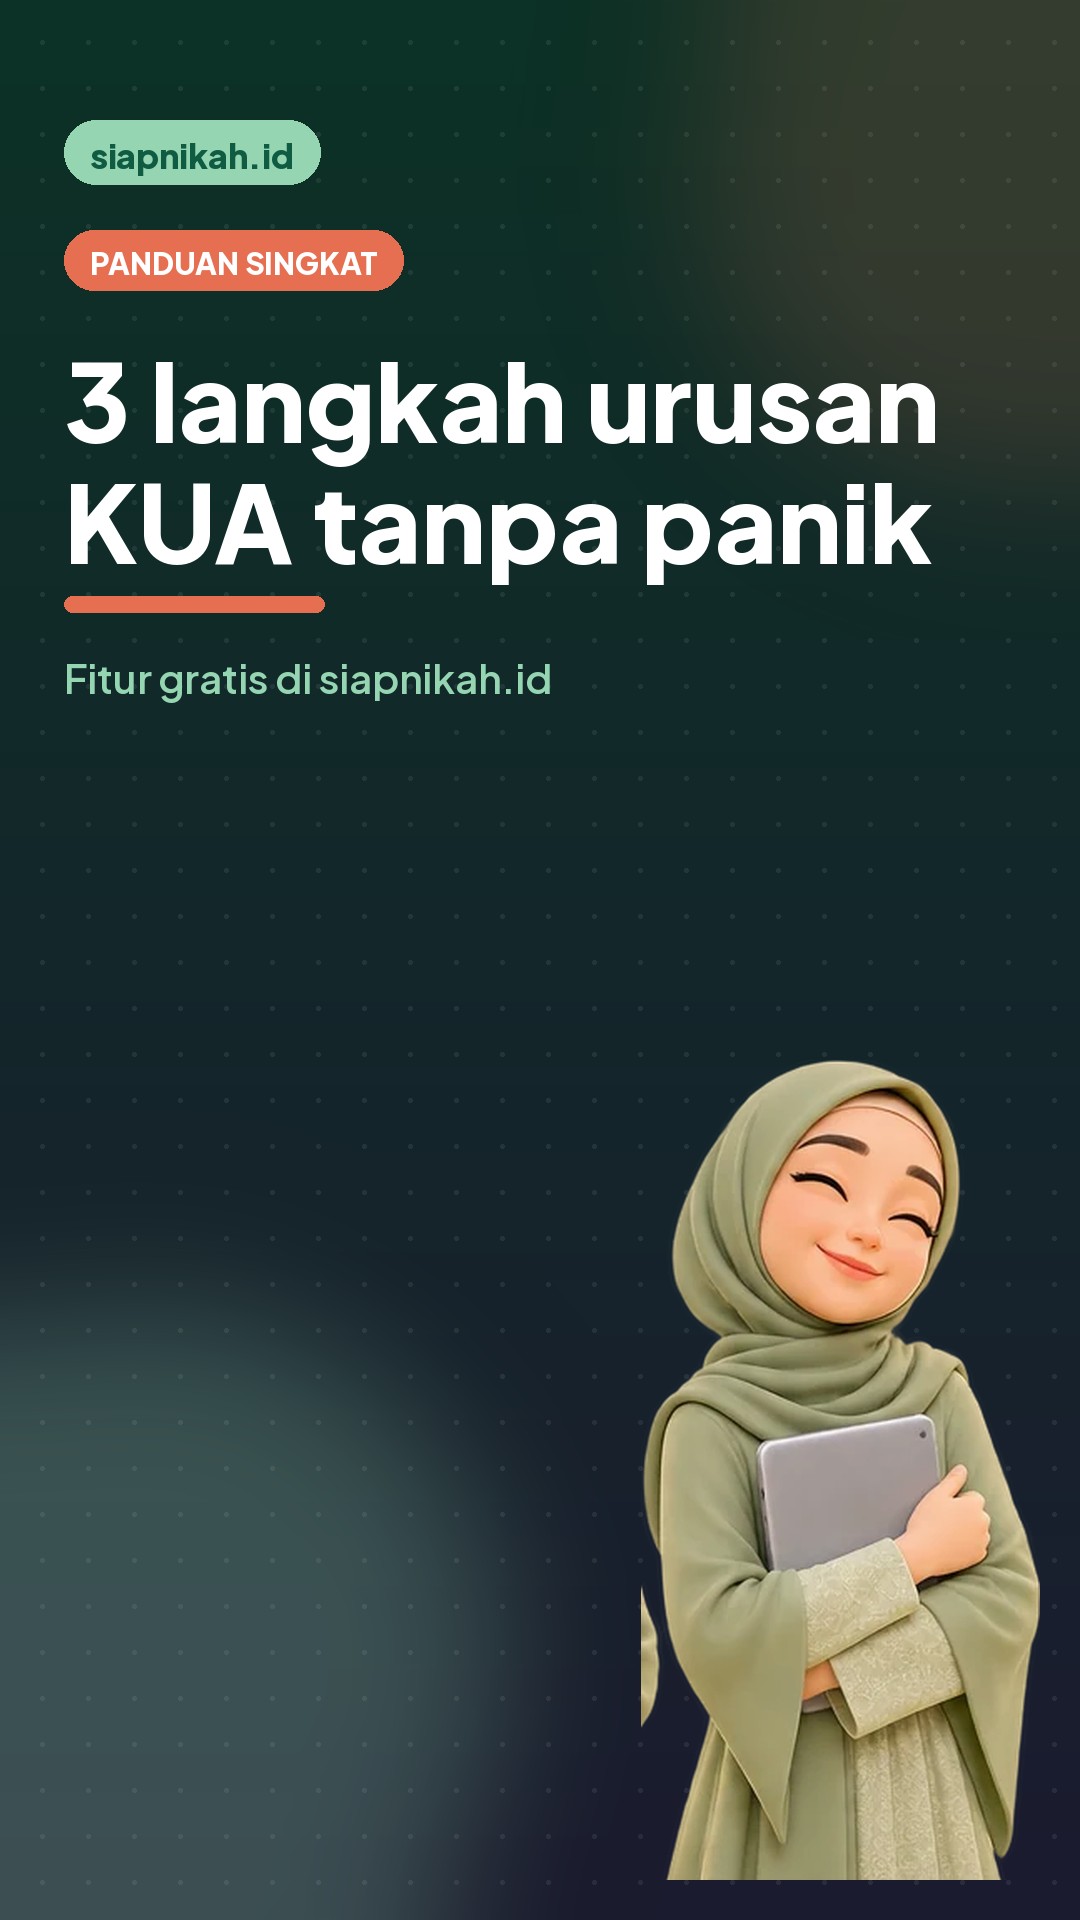 siapnikah.id
PANDUAN SINGKAT
3 langkah urusan
KUA tanpa panik
Fitur gratis di siapnikah.id